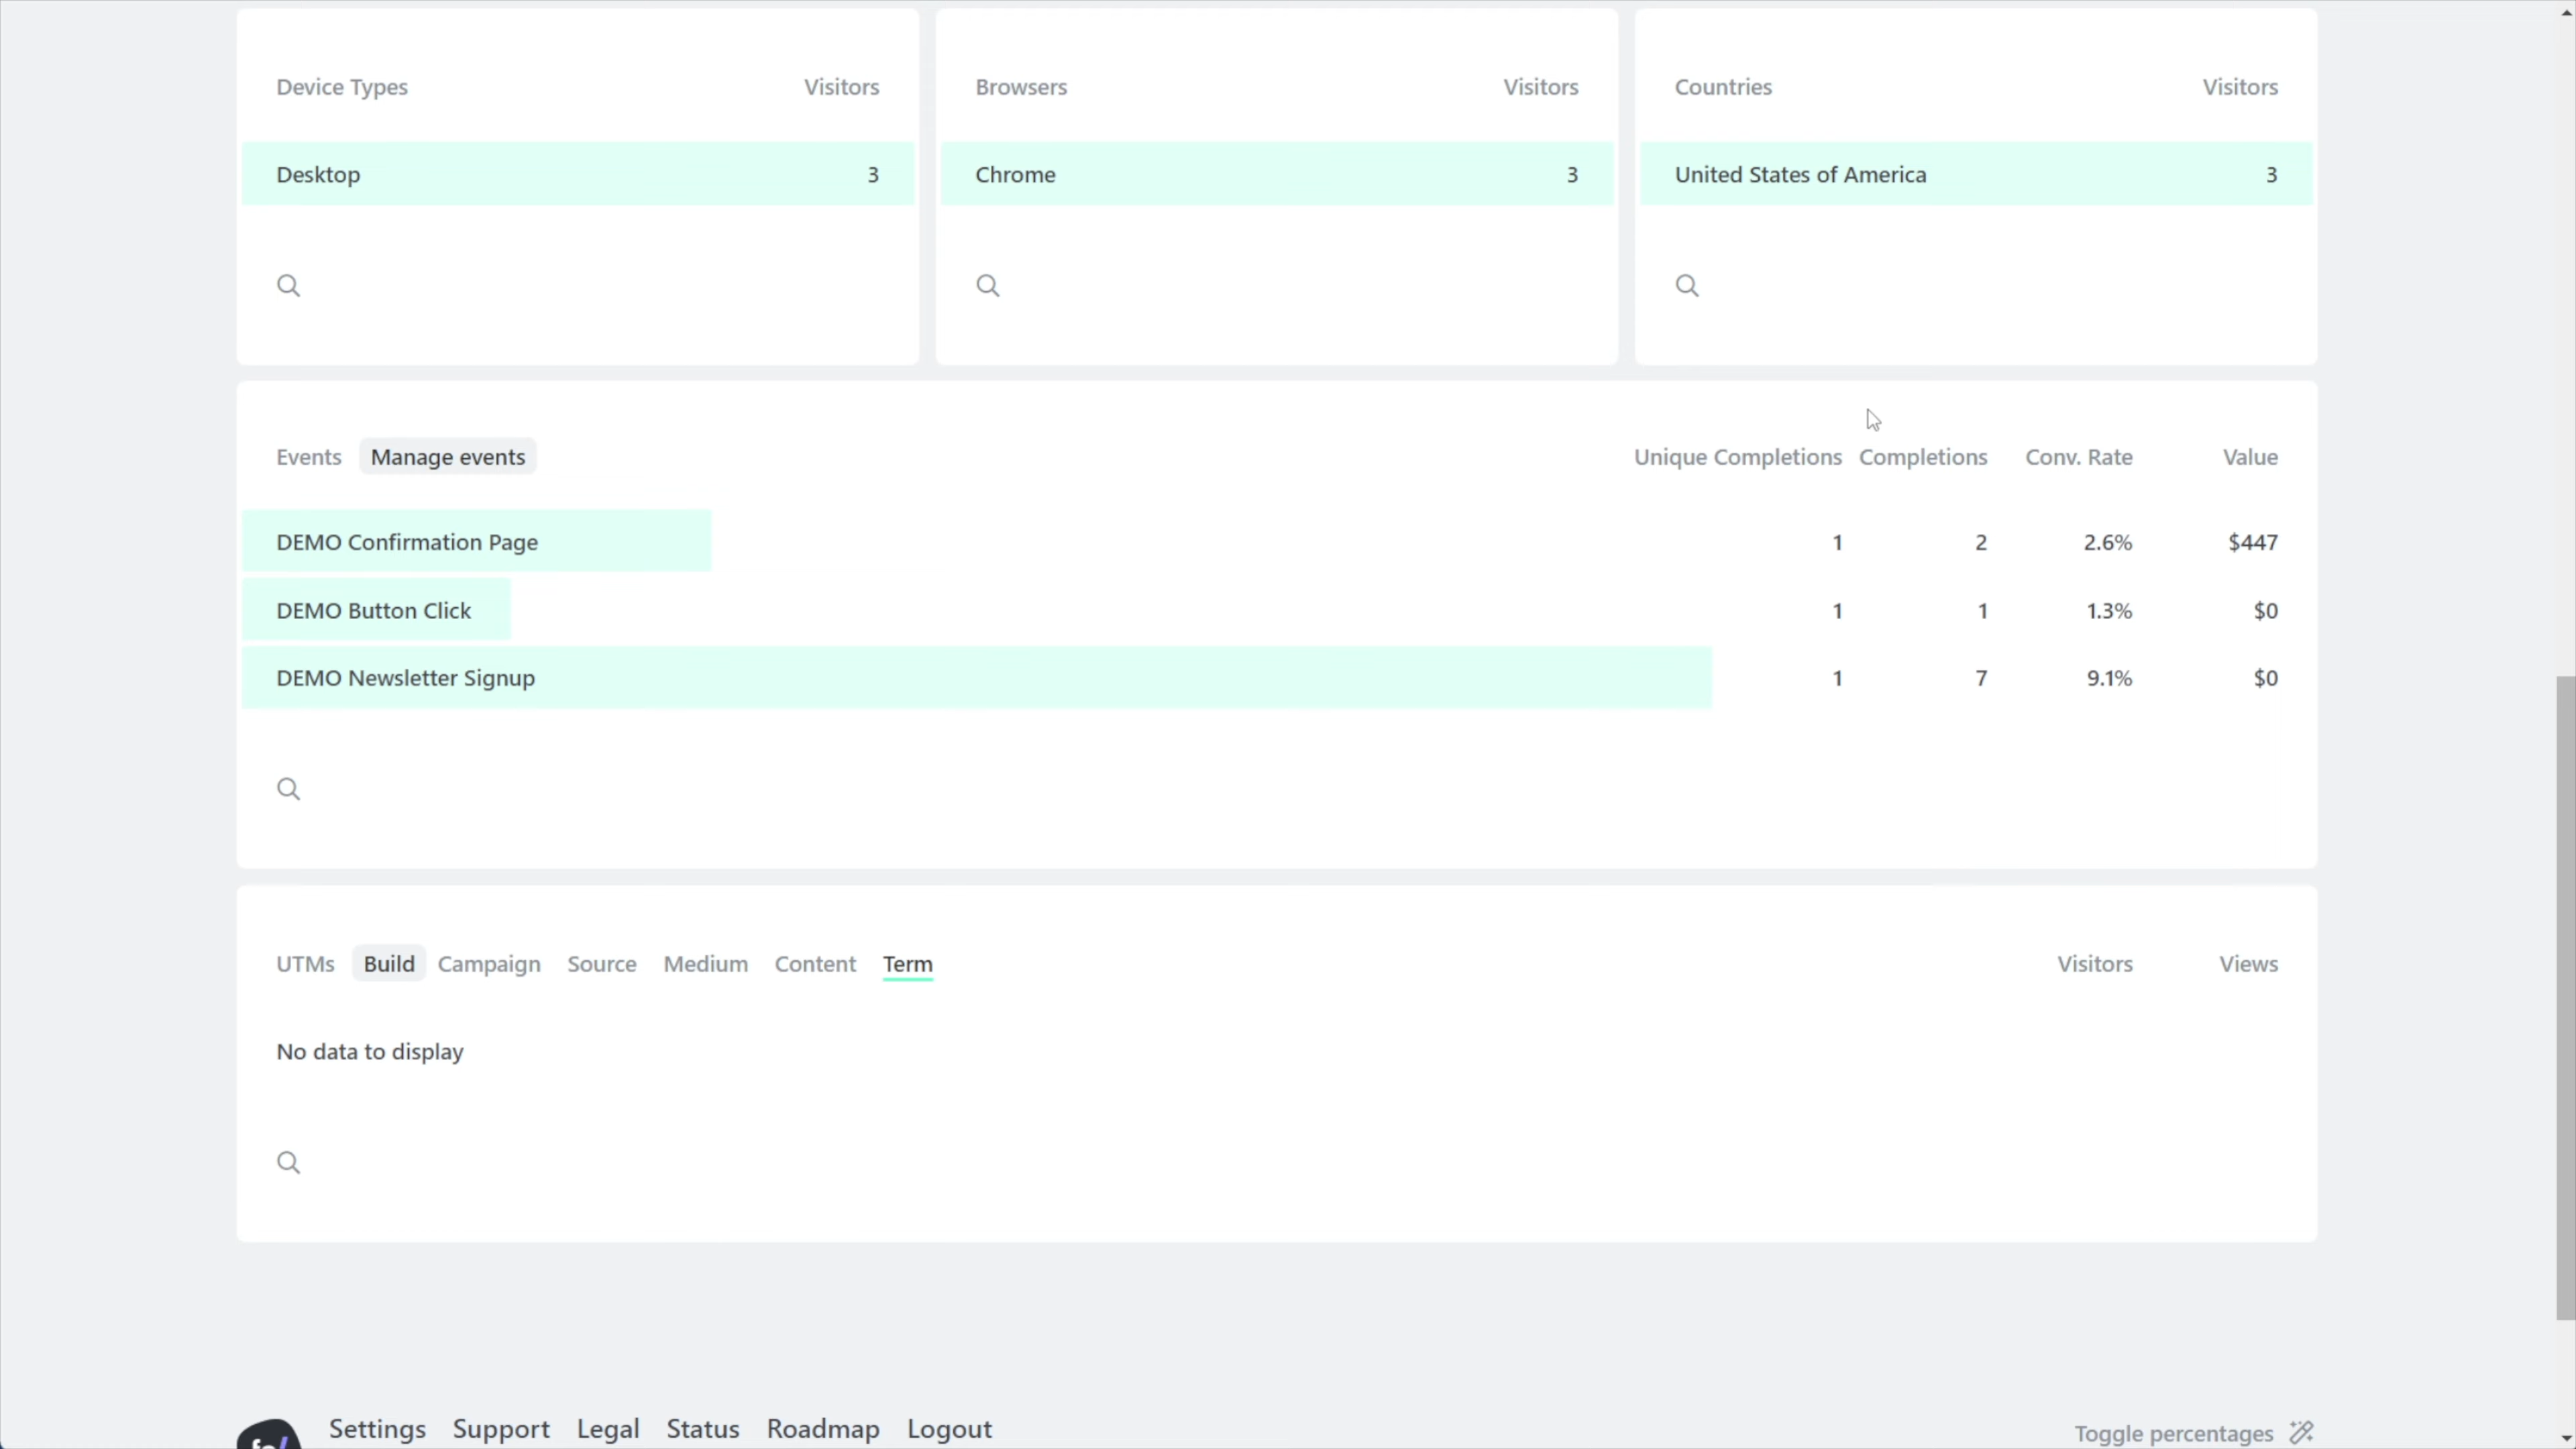 Device Types Visitors
Desktop 3
Browsers Visitors
Chrome 3
Countries Visitors
United States of America 3
Events Manage events Unique Completions Completions Conv. Rate Value
DEMO Confirmation Page 1 2 2.6% $447
DEMO Button Click 1 1 1.3% $0
DEMO Newsletter Signup 1 7 9.1% $0
UTMs Build Campaign Source Medium Content Term Visitors Views
No data to display
Settings Support Legal Status Roadmap Logout Toggle percentages